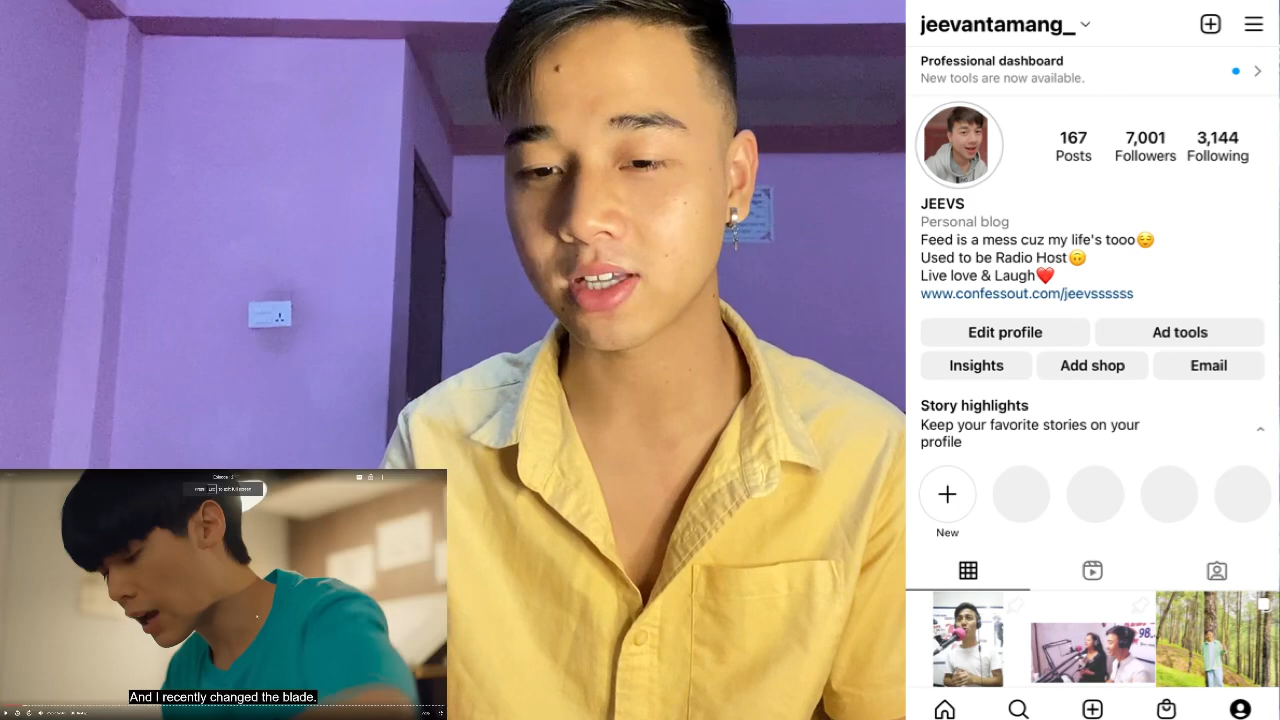 jeevantamang_
Professional dashboard
New tools are now available.
167
Posts
7,001
Followers
3,144
Following
JEEVS
Personal blog
Feed is a mess cuz my life's tooo😌
Used to be Radio Host🙃
Live love & Laugh❤️
www.confessout.com/jeevssssss
Edit profile
Ad tools
Insights
Add shop
Email
Story highlights
Keep your favorite stories on your
profile
New
98.
And I recently changed the blade.